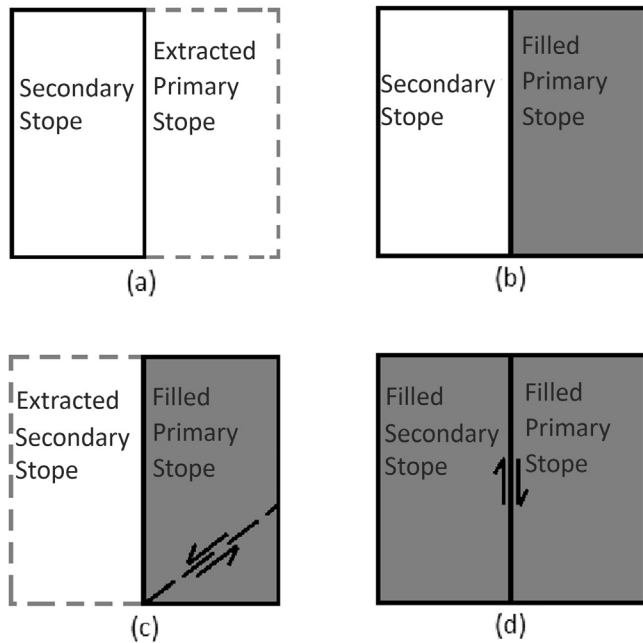 Secondary
Stope
Extracted
Primary
Stope
(a)
Secondary
Stope
Filled
Primary
Stope
(b)
Extracted
Secondary
Stope
Filled
Primary
Stope
(c)
Filled
Secondary
Stope
Filled
Primary
Stope
(d)